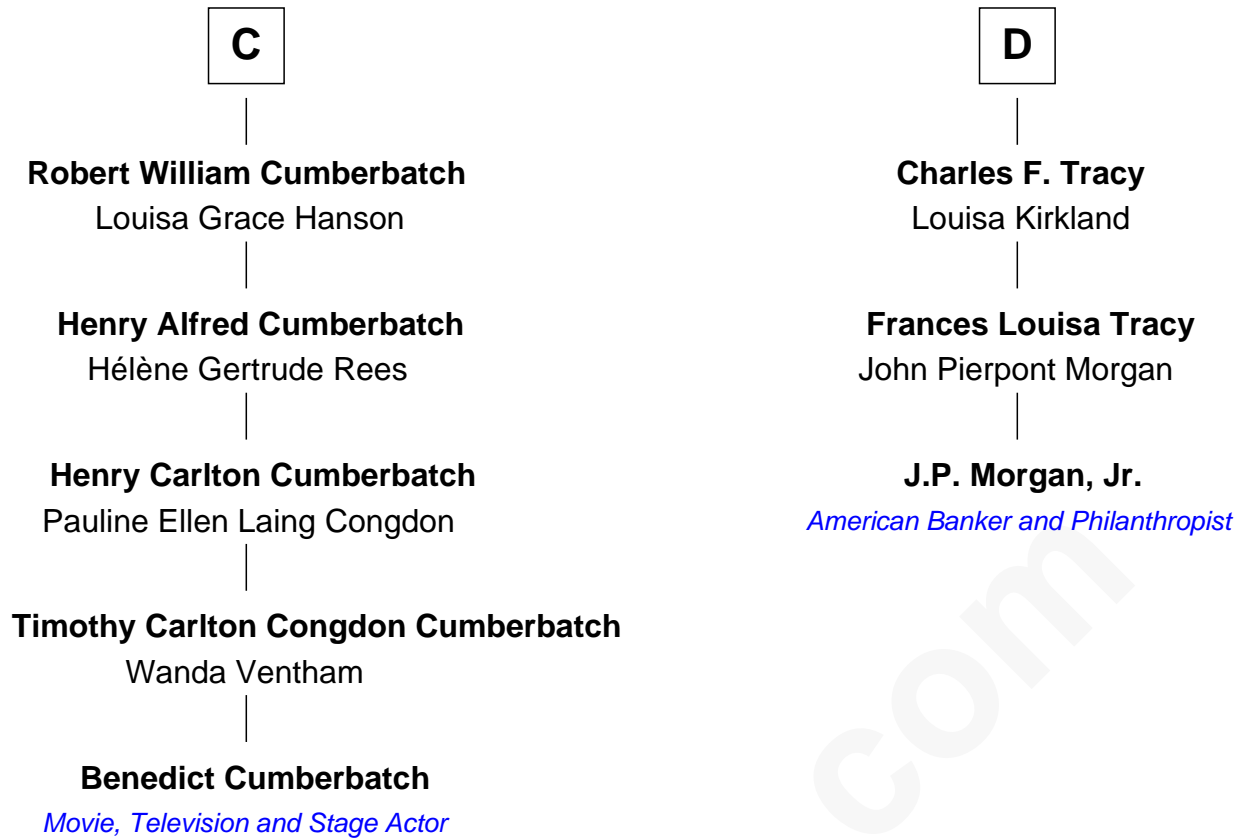 C
Robert William Cumberbatch
Louisa Grace Hanson
Henry Alfred Cumberbatch
Hélène Gertrude Rees
Henry Carlton Cumberbatch
Pauline Ellen Laing Congdon
Timothy Carlton Congdon Cumberbatch
Wanda Ventham
Benedict Cumberbatch
Movie, Television and Stage Actor
D
Charles F. Tracy
Louisa Kirkland
Frances Louisa Tracy
John Pierpont Morgan
J.P. Morgan, Jr.
American Banker and Philanthropist
com